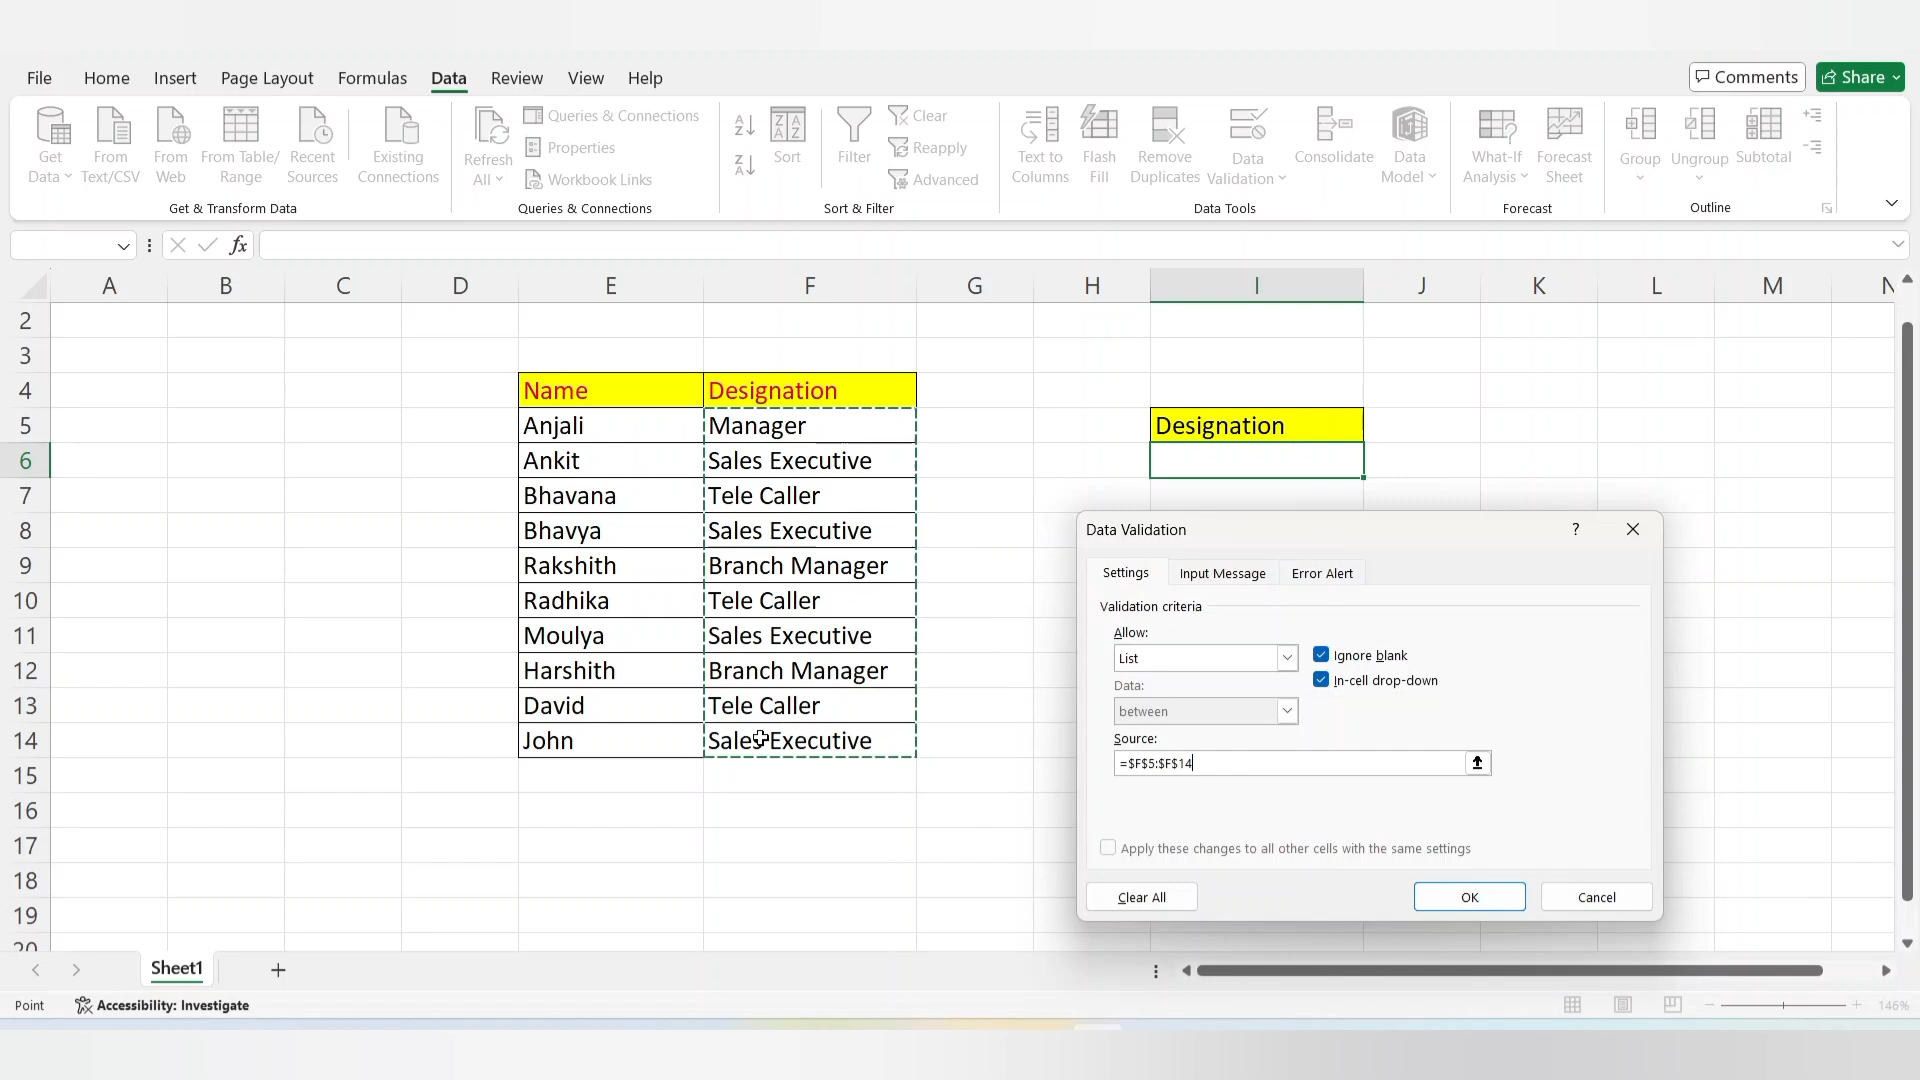 File Home Insert Page Layout Formulas Data Review View Help Comments Share
Get Data From Text/CSV From Web From Table/ Range Recent Sources Existing Connections
Get & Transform Data
Refresh All Queries & Connections
Properties
Workbook Links
Queries & Connections
Sort Filter Clear
Reapply
Advanced
Sort & Filter
Text to Columns Flash Fill Remove Duplicates Data Validation Consolidate Data Model
Data Tools
What-If Analysis Forecast Sheet
Forecast
Group Ungroup Subtotal
Outline
fx
A B C D E F G H I J K L M N
2
3
4 Name Designation
5 Anjali Manager Designation
6 Ankit Sales Executive
7 Bhavana Tele Caller
8 Bhavya Sales Executive
9 Rakshith Branch Manager
10 Radhika Tele Caller
11 Moulya Sales Executive
12 Harshith Branch Manager
13 David Tele Caller
14 John Sales Executive
15
16
17
18
19
20
Data Validation ?
Settings Input Message Error Alert
Validation criteria
Allow:
List
Ignore blank
In-cell drop-down
Data:
between
Source:
=$F$5:$F$14
Apply these changes to all other cells with the same settings
Clear All OK Cancel
Sheet1
Point Accessibility: Investigate 146%